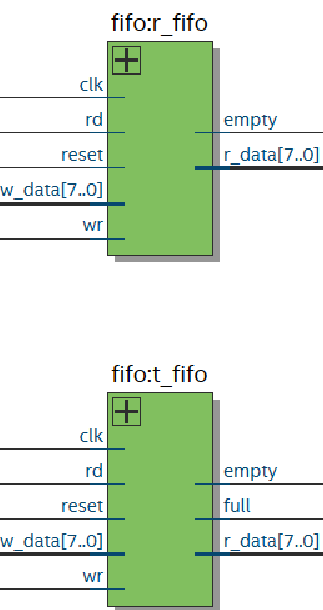 fifo:r_fifo
clk
rd
empty
reset
r_data[7..0]
w_data[7..0]
wr
fifo:t_fifo
clk
rd
empty
reset
full
w_data[7..0]
r_data[7..0]
wr